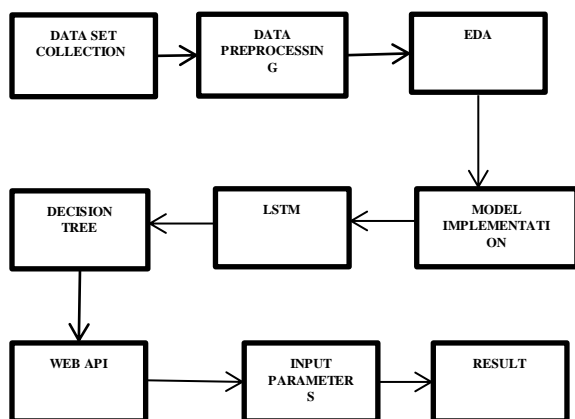 DATA SET
COLLECTION
DATA
PREPROCESSIN
G
EDA
DECISION
TREE
LSTM
MODEL
IMPLEMENTATI
ON
WEB API
INPUT
PARAMETER
S
RESULT